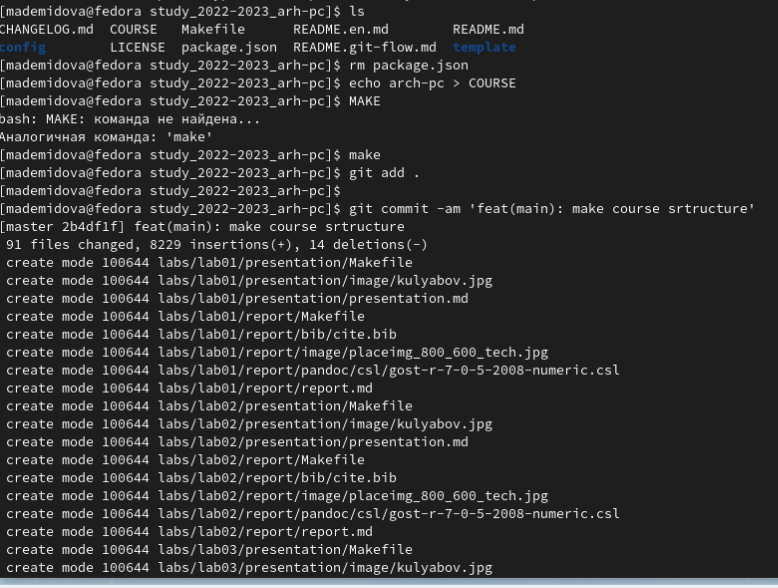 [mademidova@fedora study_2022-2023_arh-pc]$ ls
CHANGELOG.md  COURSE   Makefile      README.en.md        README.md
config        LICENSE  package.json  README.git-flow.md  template
[mademidova@fedora study_2022-2023_arh-pc]$ rm package.json
[mademidova@fedora study_2022-2023_arh-pc]$ echo arch-pc > COURSE
[mademidova@fedora study_2022-2023_arh-pc]$ MAKE
bash: MAKE: команда не найдена...
Аналогичная команда: 'make'
[mademidova@fedora study_2022-2023_arh-pc]$ make
[mademidova@fedora study_2022-2023_arh-pc]$ git add .
[mademidova@fedora study_2022-2023_arh-pc]$
[mademidova@fedora study_2022-2023_arh-pc]$ git commit -am 'feat(main): make course srtructure'
[master 2b4df1f] feat(main): make course srtructure
 91 files changed, 8229 insertions(+), 14 deletions(-)
 create mode 100644 labs/lab01/presentation/Makefile
 create mode 100644 labs/lab01/presentation/image/kulyabov.jpg
 create mode 100644 labs/lab01/presentation/presentation.md
 create mode 100644 labs/lab01/report/Makefile
 create mode 100644 labs/lab01/report/bib/cite.bib
 create mode 100644 labs/lab01/report/image/placeimg_800_600_tech.jpg
 create mode 100644 labs/lab01/report/pandoc/csl/gost-r-7-0-5-2008-numeric.csl
 create mode 100644 labs/lab01/report/report.md
 create mode 100644 labs/lab02/presentation/Makefile
 create mode 100644 labs/lab02/presentation/image/kulyabov.jpg
 create mode 100644 labs/lab02/presentation/presentation.md
 create mode 100644 labs/lab02/report/Makefile
 create mode 100644 labs/lab02/report/bib/cite.bib
 create mode 100644 labs/lab02/report/image/placeimg_800_600_tech.jpg
 create mode 100644 labs/lab02/report/pandoc/csl/gost-r-7-0-5-2008-numeric.csl
 create mode 100644 labs/lab02/report/report.md
 create mode 100644 labs/lab03/presentation/Makefile
 create mode 100644 labs/lab03/presentation/image/kulyabov.jpg